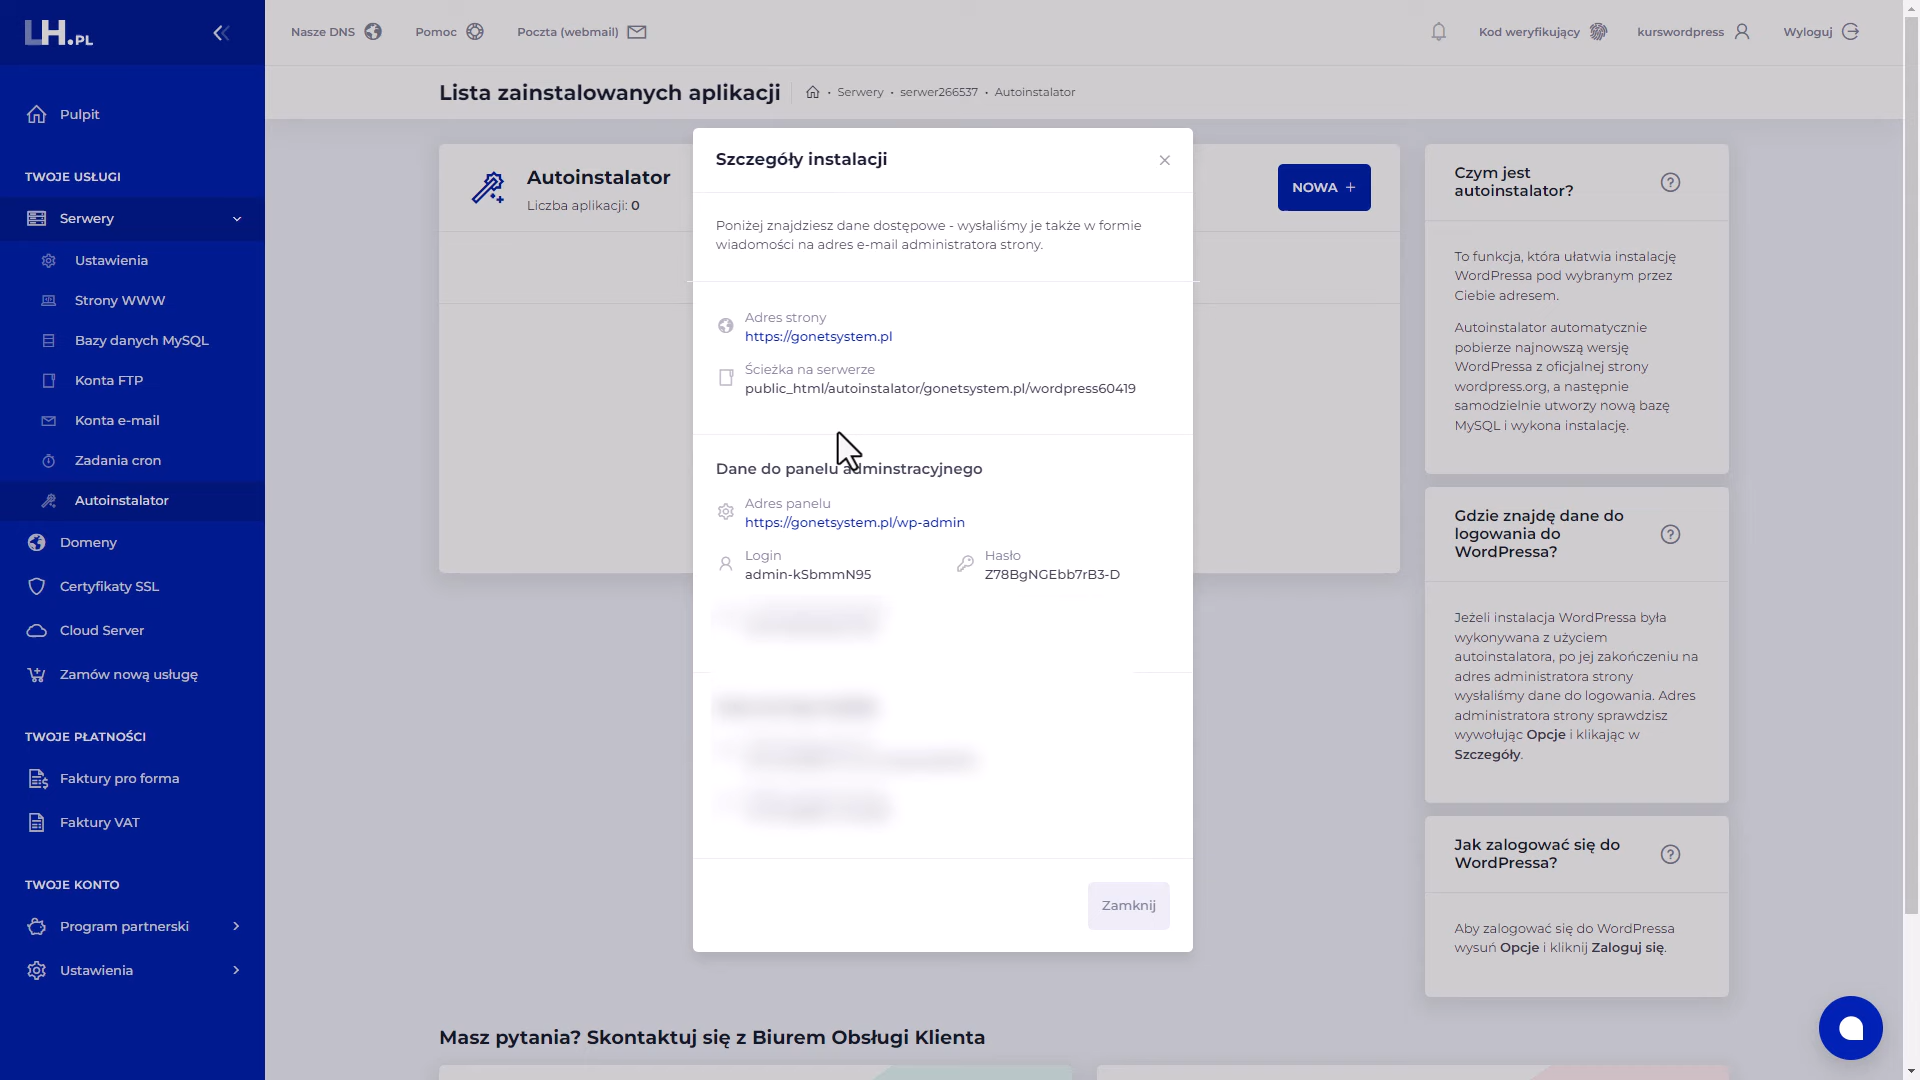 LH.PL
Nasze DNS
Pomoc
Poczta (webmail)
Kod weryfikujący
kurswordpress
Wyloguj
Lista zainstalowanych aplikacji
• Serwery • serwer266537 • Autoinstalator
Pulpit
TWOJE USŁUGI
Serwery
Ustawienia
Strony WWW
Bazy danych MySQL
Konta FTP
Konta e-mail
Zadania cron
Autoinstalator
Domeny
Certyfikaty SSL
Cloud Server
Zamów nową usługę
TWOJE PŁATNOŚCI
Faktury pro forma
Faktury VAT
TWOJE KONTO
Program partnerski
Ustawienia
Autoinstalator
Liczba aplikacji: 0
NOWA +
Szczegóły instalacji
Poniżej znajdziesz dane dostępowe - wysłaliśmy je także w formie
wiadomości na adres e-mail administratora strony.
Adres strony
https://gonetsystem.pl
Ścieżka na serwerze
public_html/autoinstalator/gonetsystem.pl/wordpress60419
Dane do panelu adminstracyjnego
Adres panelu
https://gonetsystem.pl/wp-admin
Login
admin-kSbmmN95
Hasło
Z78BgNGEbb7rB3-D
Zamknij
Czym jest
autoinstalator?
To funkcja, która ułatwia instalację
WordPressa pod wybranym przez
Ciebie adresem.
Autoinstalator automatycznie
pobierze najnowszą wersję
WordPressa z oficjalnej strony
wordpress.org, a następnie
samodzielnie utworzy nową bazę
MySQL i wykona instalację.
Gdzie znajdę dane do
logowania do
WordPressa?
Jeżeli instalacja WordPressa była
wykonywana z użyciem
autoinstalatora, po jej zakończeniu na
adres administratora strony
wysłaliśmy dane do logowania. Adres
administratora strony sprawdzisz
wywołując Opcje i klikając w
Szczegóły.
Jak zalogować się do
WordPressa?
Aby zalogować się do WordPressa
wysuń Opcje i kliknij Zaloguj się.
Masz pytania? Skontaktuj się z Biurem Obsługi Klienta